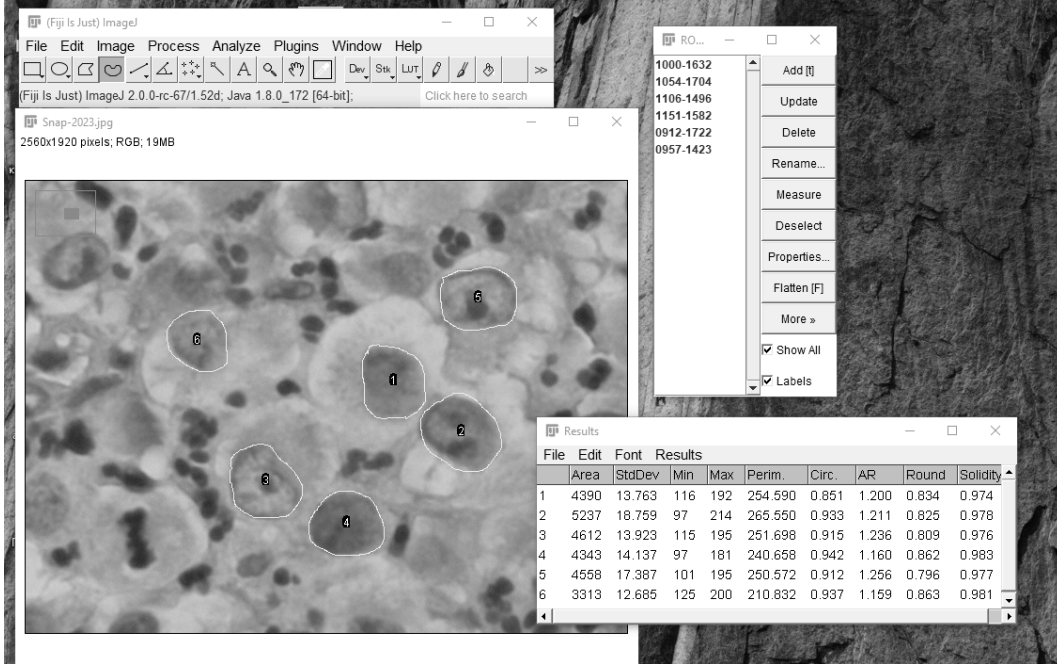 (Fiji Is Just) ImageJ
File Edit Image Process Analyze Plugins Window Help
Dev Stk LUT >>
(Fiji Is Just) ImageJ 2.0.0-rc-67/1.52d; Java 1.8.0_172 [64-bit]; Click here to search
Snap-2023.jpg
2560x1920 pixels; RGB; 19MB
6
5
1
2
3
4
RO...
1000-1632
1054-1704
1106-1496
1151-1582
0912-1722
0957-1423
Add [t]
Update
Delete
Rename...
Measure
Deselect
Properties...
Flatten [F]
More »
Show All
Labels
Results
File Edit Font Results
Area StdDev Min Max Perim. Circ. AR Round Solidity
1 4390 13.763 116 192 254.590 0.851 1.200 0.834 0.974
2 5237 18.759 97 214 265.550 0.933 1.211 0.825 0.978
3 4612 13.923 115 195 251.698 0.915 1.236 0.809 0.976
4 4343 14.137 97 181 240.658 0.942 1.160 0.862 0.983
5 4558 17.387 101 195 250.572 0.912 1.256 0.796 0.977
6 3313 12.685 125 200 210.832 0.937 1.159 0.863 0.981